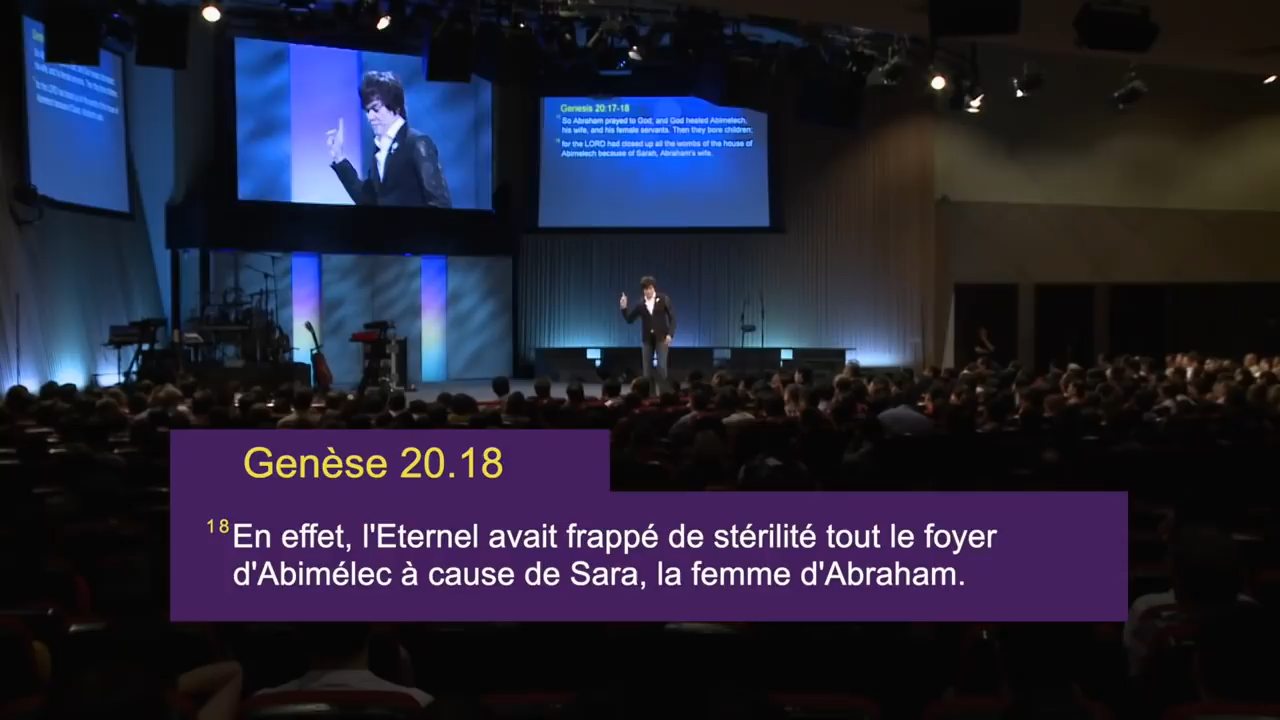 Genesis 20:17-18
So Abraham prayed to God; and God healed Abimelech,
his wife, and his female servants. Then they bore children;
for the LORD had closed up all the wombs of the house of
Abimelech because of Sarah, Abraham's wife.
Genèse 20.18
18 En effet, l'Eternel avait frappé de stérilité tout le foyer
d'Abimélec à cause de Sara, la femme d'Abraham.